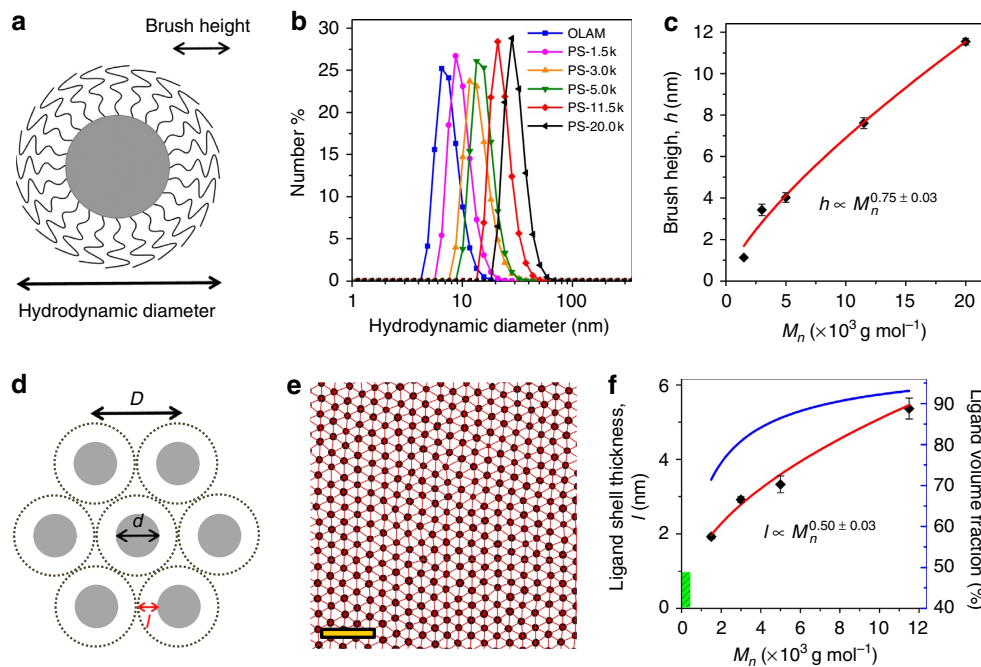 a
Brush height
Hydrodynamic diameter
b
30
25
20
15
10
5
0
Number %
OLAM
PS-1.5k
PS-3.0k
PS-5.0k
PS-11.5k
PS-20.0k
1
10
100
Hydrodynamic diameter (nm)
c
12
10
8
6
4
2
0
Brush heigh, h (nm)
h ∝ Mn^0.75 ± 0.03
0
5
10
15
20
Mn (×10³ g mol⁻¹)
d
D
d
l
e
f
6
4
2
0
Ligand shell thickness,
l (nm)
l ∝ Mn^0.50 ± 0.03
90
80
70
60
50
40
Ligand volume
fraction (%)
0
2
4
6
8
10
12
Mn (×10³ g mol⁻¹)